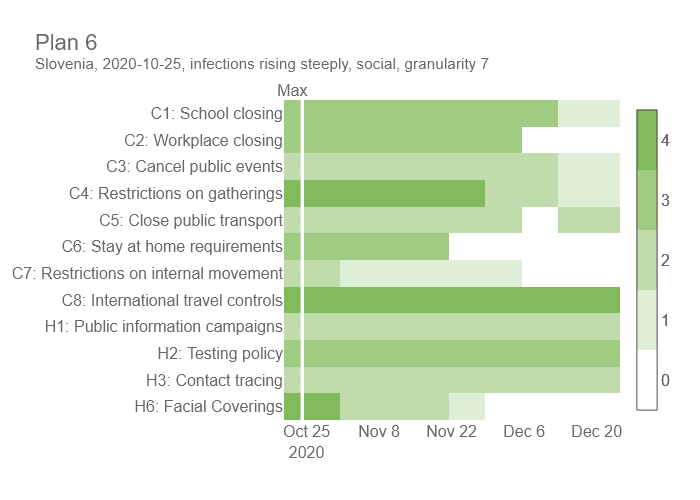 Plan 6
Slovenia, 2020-10-25, infections rising steeply, social, granularity 7
Max
C1: School closing
C2: Workplace closing
C3: Cancel public events
C4: Restrictions on gatherings
C5: Close public transport
C6: Stay at home requirements
C7: Restrictions on internal movement
C8: International travel controls
H1: Public information campaigns
H2: Testing policy
H3: Contact tracing
H6: Facial Coverings
Oct 25 Nov 8 Nov 22 Dec 6 Dec 20
2020
4
3
2
1
0